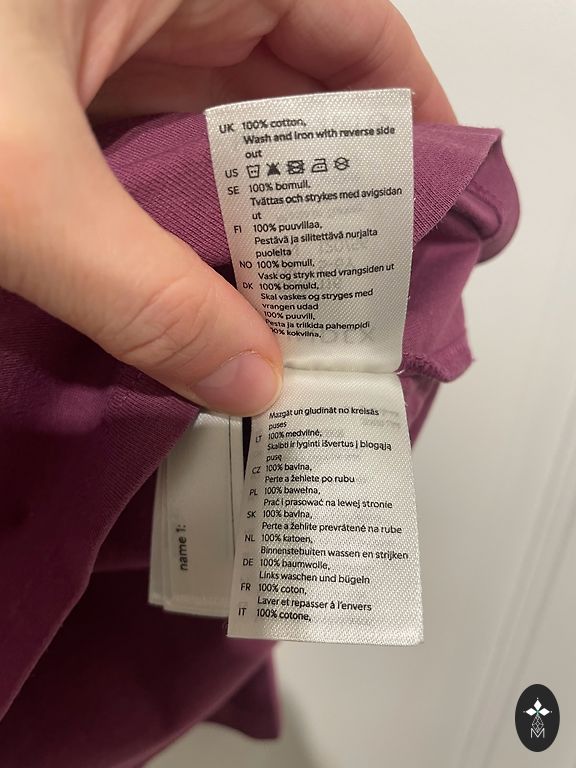 UK 100% cotton,
Wash and iron with reverse side
out
US
SE 100% bomull,
Tvättas och strykes med avigsidan
ut
FI 100% puuvillaa,
Pestävä ja silitettävä nurjalta
puolelta
NO 100% bomull,
Vask og stryk med vrangsiden ut
DK 100% bomuld,
Skal vaskes og stryges med
vrangen udad
100% puuvill,
Pesta ja triikida pahempidi
100% kokvilna,
Mazgāt un gludināt no kreisās
puses
LT 100% medvilnė,
Skalbti ir lyginti išvertus į blogąją
pusę
CZ 100% bavlna,
Perte a žehlete po rubu
PL 100% bawełna,
Prać i prasować na lewej stronie
SK 100% bavlna,
Perte a žehlite prevrátené na rube
NL 100% katoen,
Binnenstebuiten wassen en strijken
DE 100% baumwolle,
Links waschen und bügeln
FR 100% coton,
Laver et repasser à l'envers
IT 100% cotone,
name 1:
M